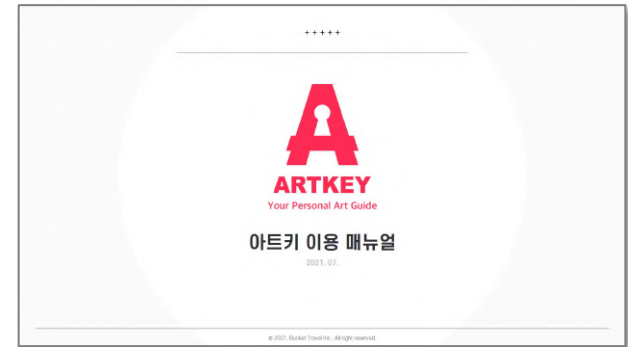 + + + + +
ARTKEY
Your Personal Art Guide
아트키 이용 매뉴얼
2021. 07.
© 2021. Bucket Travel Inc., All right reserved.